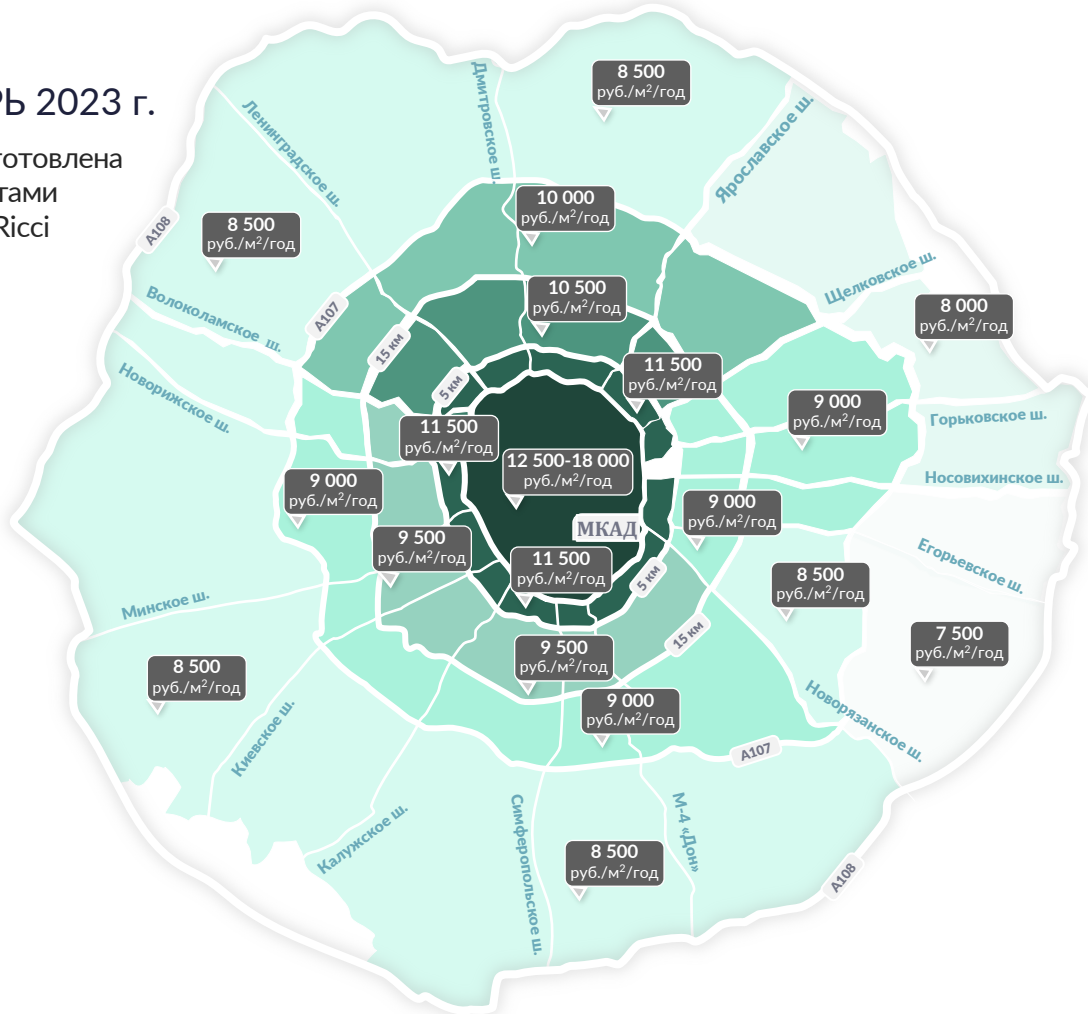 РЬ 2023 г.
готовлена
тами
Ricci
8 500
руб./м²/год
Дмитровское ш.
Ленинградское ш.
Ярославское ш.
10 000
руб./м²/год
8 500
руб./м²/год
А108
Щелковское ш.
10 500
руб./м²/год
Волоколамское ш.
А107
8 000
руб./м²/год
15 км
11 500
руб./м²/год
5 км
Новорижское ш.
9 000
руб./м²/год
Горьковское ш.
11 500
руб./м²/год
12 500-18 000
руб./м²/год
Носовихинское ш.
9 000
руб./м²/год
9 000
руб./м²/год
МКАД
9 500
руб./м²/год
11 500
руб./м²/год
5 км
Егорьевское ш.
8 500
руб./м²/год
Минское ш.
15 км
7 500
руб./м²/год
9 500
руб./м²/год
8 500
руб./м²/год
9 000
руб./м²/год
Новорязанское ш.
Киевское ш.
А107
Калужское ш.
Симферопольское ш.
М-4 «Дон»
8 500
руб./м²/год
А108